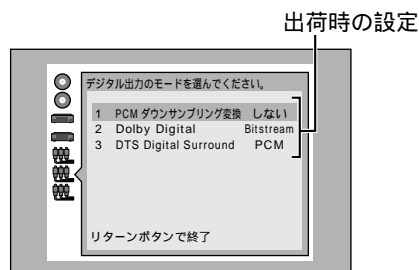 出荷時の設定
デジタル出力のモードを選んでください。
1 PCM ダウンサンプリング変換 しない
2 Dolby Digital Bitstream
3 DTS Digital Surround PCM
リターンボタンで終了